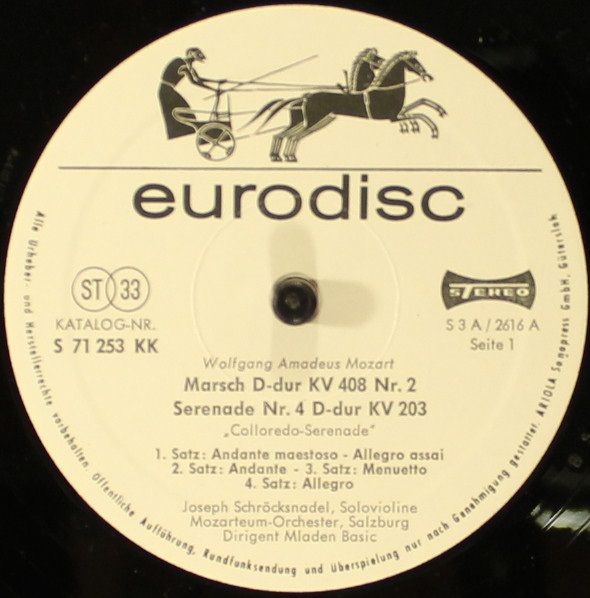 eurodisc
ST 33
KATALOG-NR.
S 71 253 KK
STEREO
S 3 A / 2616 A
Seite 1
Wolfgang Amadeus Mozart
Marsch D-dur KV 408 Nr. 2
Serenade Nr. 4 D-dur KV 203
„Colloredo-Serenade"
1. Satz: Andante maestoso - Allegro assai
2. Satz: Andante - 3. Satz: Menuetto
4. Satz: Allegro
Joseph Schröcksnadel, Solovioline
Mozarteum-Orchester, Salzburg
Dirigent Mladen Basic
Alle Urheber- und Herstellerrechte vorbehalten. Öffentliche Aufführung, Rundfunksendung und Überspielung nur nach Genehmigung gestattet. ARIOLA Sonopress GmbH, Gütersloh